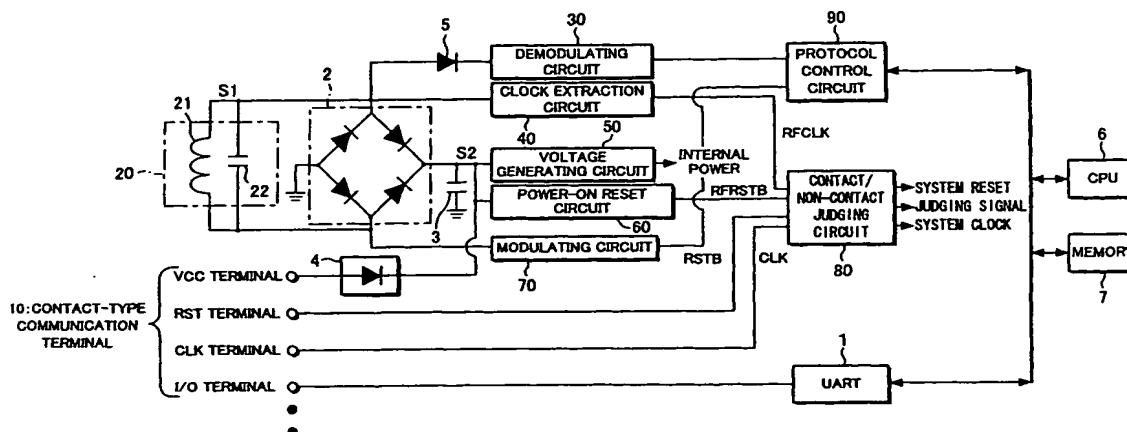 5
30
DEMODULATING
CIRCUIT
90
PROTOCOL
CONTROL
CIRCUIT
S1
2
21
20
22
CLOCK EXTRACTION
CIRCUIT
40
50
RFCLK
S2
VOLTAGE
GENERATING CIRCUIT
INTERNAL
POWER
3
POWER-ON RESET
CIRCUIT
60
RFRSTB
CONTACT/
NON-CONTACT
JUDGING
CIRCUIT
80
SYSTEM RESET
JUDGING SIGNAL
SYSTEM CLOCK
6
CPU
MEMORY
7
MODULATING CIRCUIT
70
RSTB
CLK
4
10:CONTACT-TYPE
COMMUNICATION
TERMINAL
VCC TERMINAL
RST TERMINAL
CLK TERMINAL
I/O TERMINAL
1
UART